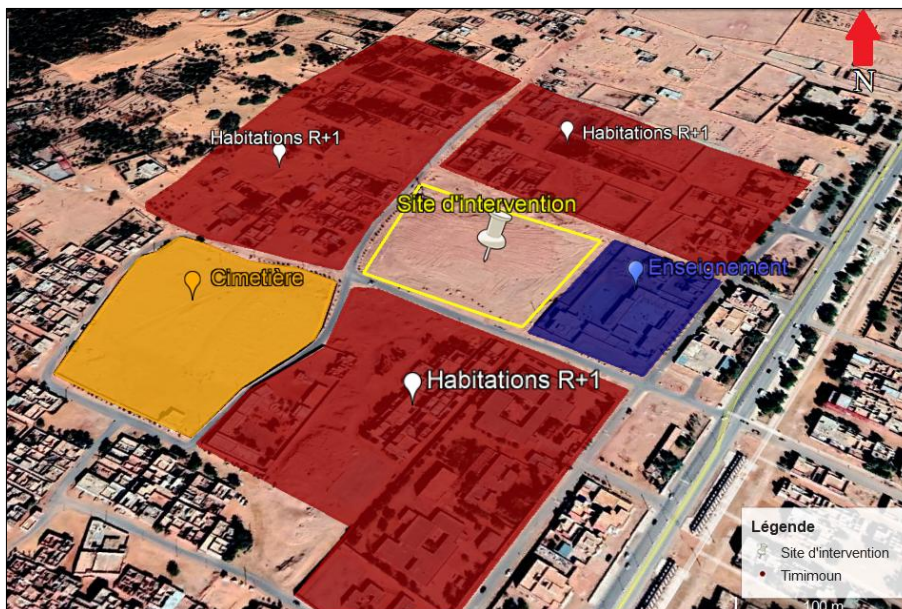 N
Habitations R+1
Habitations R+1
Site d'intervention
Enseignement
Cimetière
Habitations R+1
Légende
Site d'intervention
Timimoun
100 m